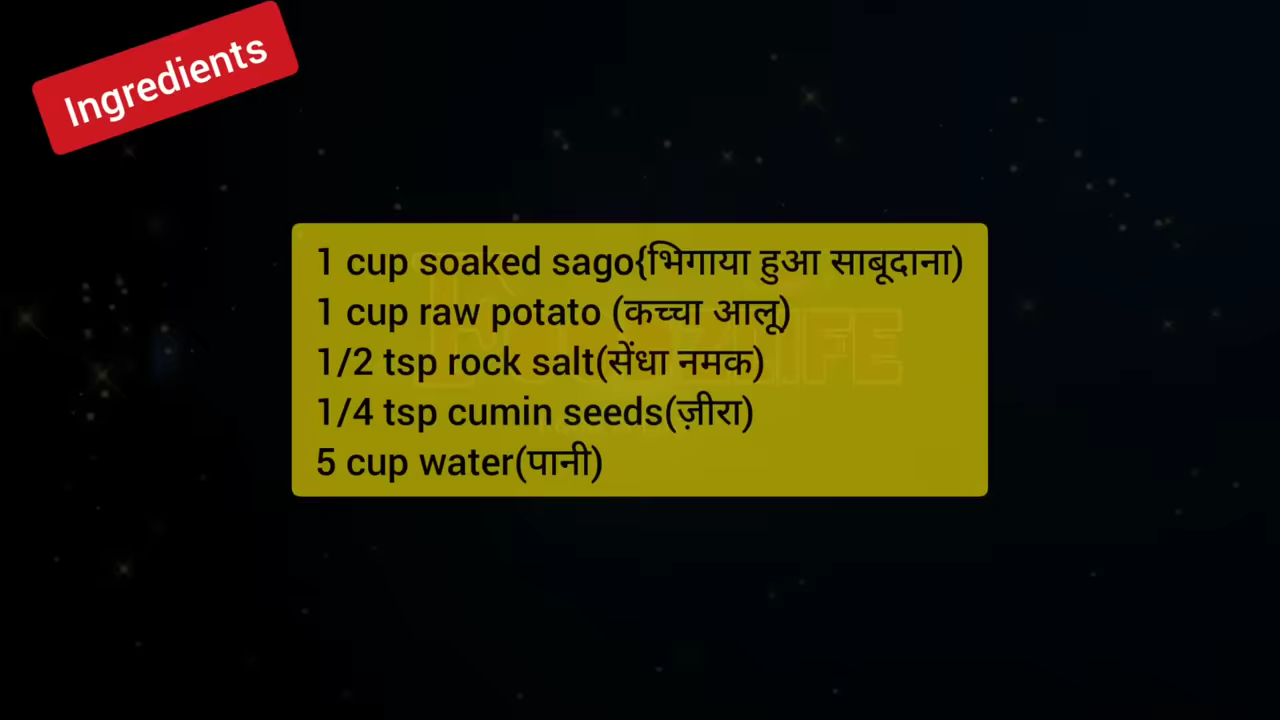 Ingredients
1 cup soaked sago{भिगाया हुआ साबूदाना)
1 cup raw potato (कच्चा आलू)
1/2 tsp rock salt(सेंधा नमक)
1/4 tsp cumin seeds(ज़ीरा)
5 cup water(पानी)